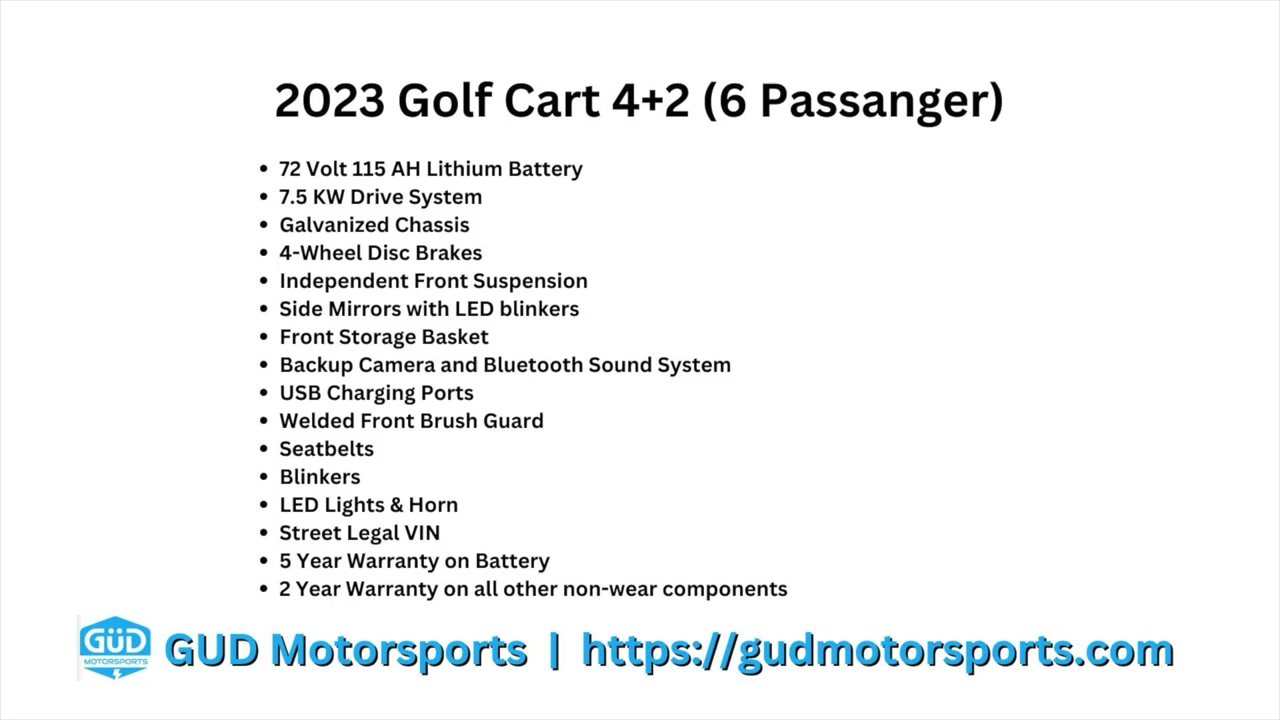 2023 Golf Cart 4+2 (6 Passanger)
• 72 Volt 115 AH Lithium Battery
• 7.5 KW Drive System
• Galvanized Chassis
• 4-Wheel Disc Brakes
• Independent Front Suspension
• Side Mirrors with LED blinkers
• Front Storage Basket
• Backup Camera and Bluetooth Sound System
• USB Charging Ports
• Welded Front Brush Guard
• Seatbelts
• Blinkers
• LED Lights & Horn
• Street Legal VIN
• 5 Year Warranty on Battery
• 2 Year Warranty on all other non-wear components
GÜD
MOTORSPORTS
GUD Motorsports | https://gudmotorsports.com